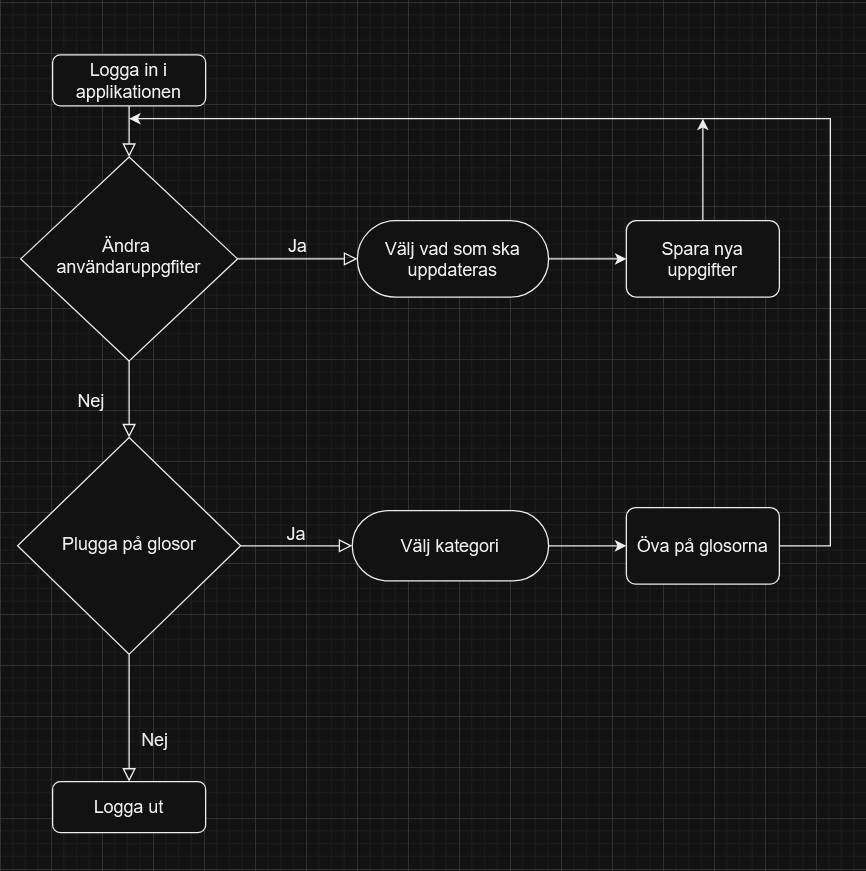 Logga in i
applikationen
Ändra
användaruppgfiter
Ja
Välj vad som ska
uppdateras
Spara nya
uppgifter
Nej
Plugga på glosor
Ja
Välj kategori
Öva på glosorna
Nej
Logga ut